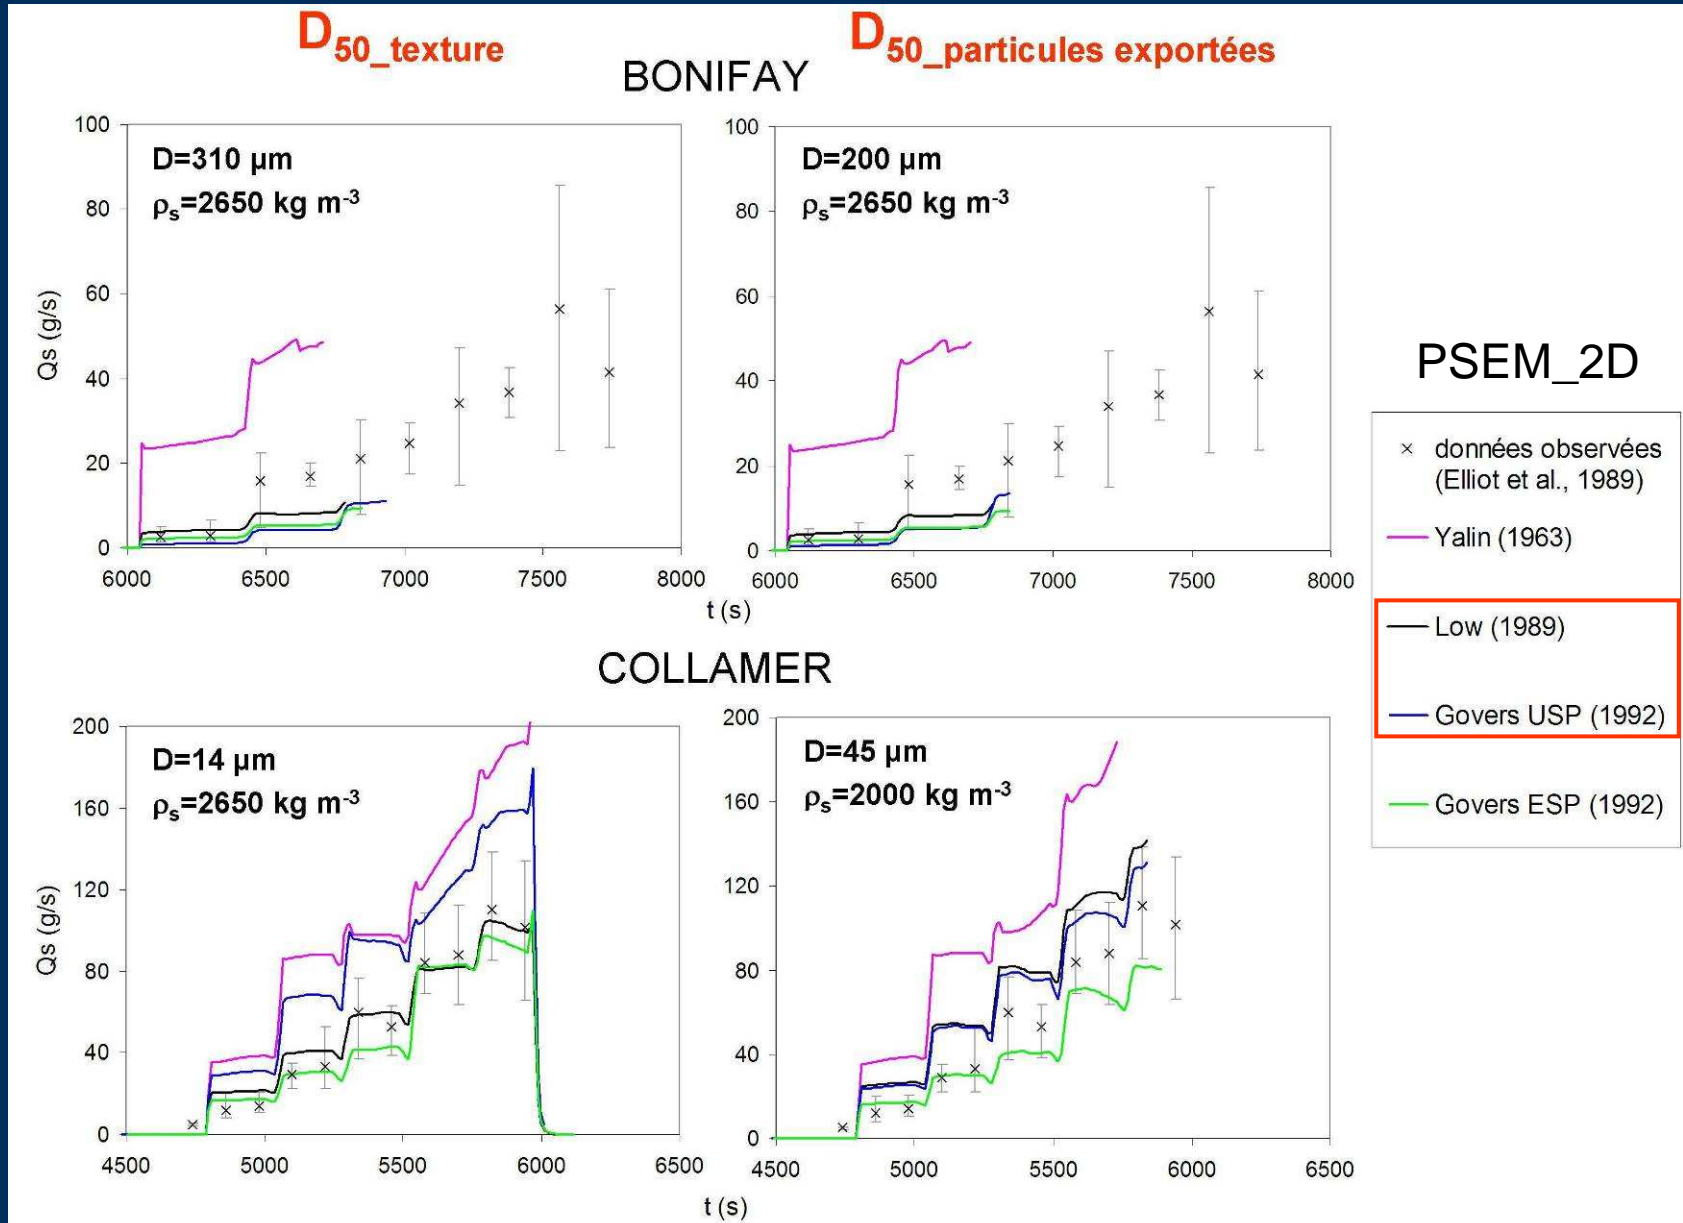 D50_texture
D50_particules exportées
BONIFAY
D=310 µm
ρs=2650 kg m-3
Qs (g/s)
100
80
60
40
20
0
6000 6500 7000 7500 8000
D=200 µm
ρs=2650 kg m-3
100
80
60
40
20
0
6000 6500 7000 7500 8000
t (s)
COLLAMER
D=14 µm
ρs=2650 kg m-3
Qs (g/s)
200
160
120
80
40
0
4500 5000 5500 6000 6500
D=45 µm
ρs=2000 kg m-3
200
160
120
80
40
0
4500 5000 5500 6000 6500
t (s)
PSEM_2D
données observées
(Elliot et al., 1989)
Yalin (1963)
Low (1989)
Govers USP (1992)
Govers ESP (1992)